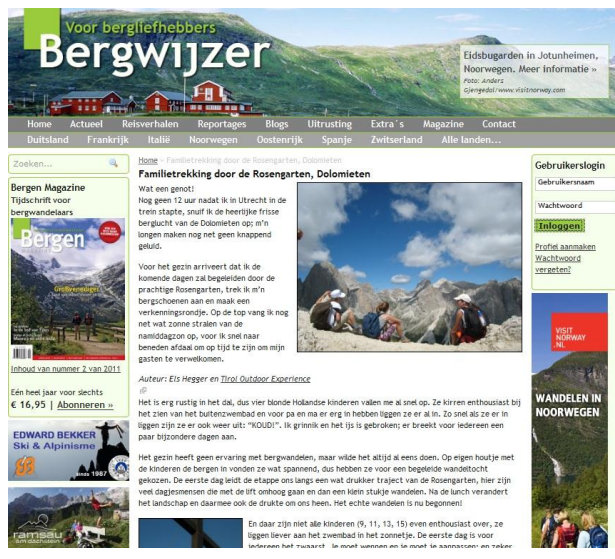 Voor bergliefhebbers
Bergwijzer
Eidsbugarden in Jotunheimen,
Noorwegen. Meer informatie »
Foto: Anders
Gjengedal/www.visitnorway.com
Home Actueel Reisverhalen Reportages Blogs Uitrusting Extra´s Magazine Contact
Duitsland Frankrijk Italië Noorwegen Oostenrijk Spanje Zwitserland Alle landen...
Zoeken...
Bergen Magazine
Tijdschrift voor
bergwandelaars
Bergen
Großvenediger
Inhoud van nummer 2 van 2011
Eén heel jaar voor slechts
€ 16,95 | Abonneren »
EDWARD BEKKER
Ski & Alpinisme
sinds 1987
ramsau
am dachstein
Home » Familietrekking door de Rosengarten, Dolomieten
Familietrekking door de Rosengarten, Dolomieten
Wat een genot!
Nog geen 12 uur nadat ik in Utrecht in de
trein stapte, snuif ik de heerlijke frisse
berglucht van de Dolomieten op; m’n
longen maken nog net geen knappend
geluid.
Voor het gezin arriveert dat ik de
komende dagen zal begeleiden door de
prachtige Rosengarten, trek ik m’n
bergschoenen aan en maak een
verkenningsrondje. Op de top vang ik nog
net wat zonne stralen van de
namiddagzon op, voor ik snel naar
beneden afdaal om op tijd te zijn om mijn
gasten te verwelkomen.
Auteur: Els Hegger en Tirol Outdoor Experience
Het is erg rustig in het dal, dus vier blonde Hollandse kinderen vallen me al snel op. Ze kirren enthousiast bij
het zien van het buitenzwembad en voor pa en ma er erg in hebben liggen ze er al in. Zo snel als ze er in
liggen zijn ze er ook weer uit: “KOUD!”. Ik grinnik en het ijs is gebroken; er breekt voor iedereen een
paar bijzondere dagen aan.
Het gezin heeft geen ervaring met bergwandelen, maar wilde het altijd al eens doen. Op eigen houtje met
de kinderen de bergen in vonden ze wat spannend, dus hebben ze voor een begeleide wandeltocht
gekozen. De eerste dag leidt de etappe ons langs een wat drukker traject van de Rosengarten, hier zijn
veel dagjesmensen die met de lift omhoog gaan en dan een klein stukje wandelen. Na de lunch verandert
het landschap en daarmee ook de drukte om ons heen. Het echte wandelen is nu begonnen!
En daar zijn niet alle kinderen (9, 11, 13, 15) even enthousiast over, ze
liggen liever aan het zwembad in het zonnetje. De eerste dag is voor
iedereen het zwaarst. Je moet wennen en je moet je aanpassen; en zeker
Gebruikerslogin
Gebruikersnaam
Wachtwoord
Inloggen
Profiel aanmaken
Wachtwoord
vergeten?
VISIT
NORWAY
.NL
WANDELEN IN
NOORWEGEN